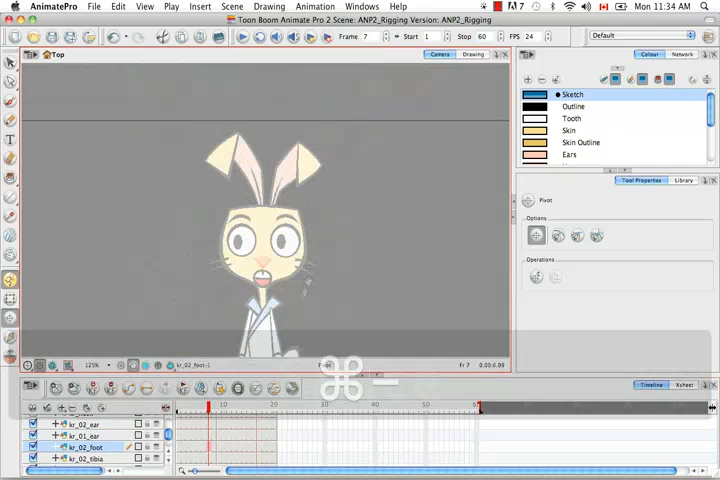 AnimatePro File Edit View Play Insert Scene Drawing Animation Windows Help 7 Mon 11:34 AM
Toon Boom Animate Pro 2 Scene: ANP2_Rigging Version: ANP2_Rigging
Frame 7 Start 1 Stop 60 FPS 24 Default
Top Camera Drawing Colour Network
Sketch
Outline
Tooth
Skin
Skin Outline
Ears
Tool Properties Library
Pivot
Options
Operations
125% kr_02_foot-1 Pivot Fr 7
⌘ –
Timeline Xsheet
10 20 30 40 50
kr_02_ear
kr_01_ear
kr_02_foot
kr_02_tibia